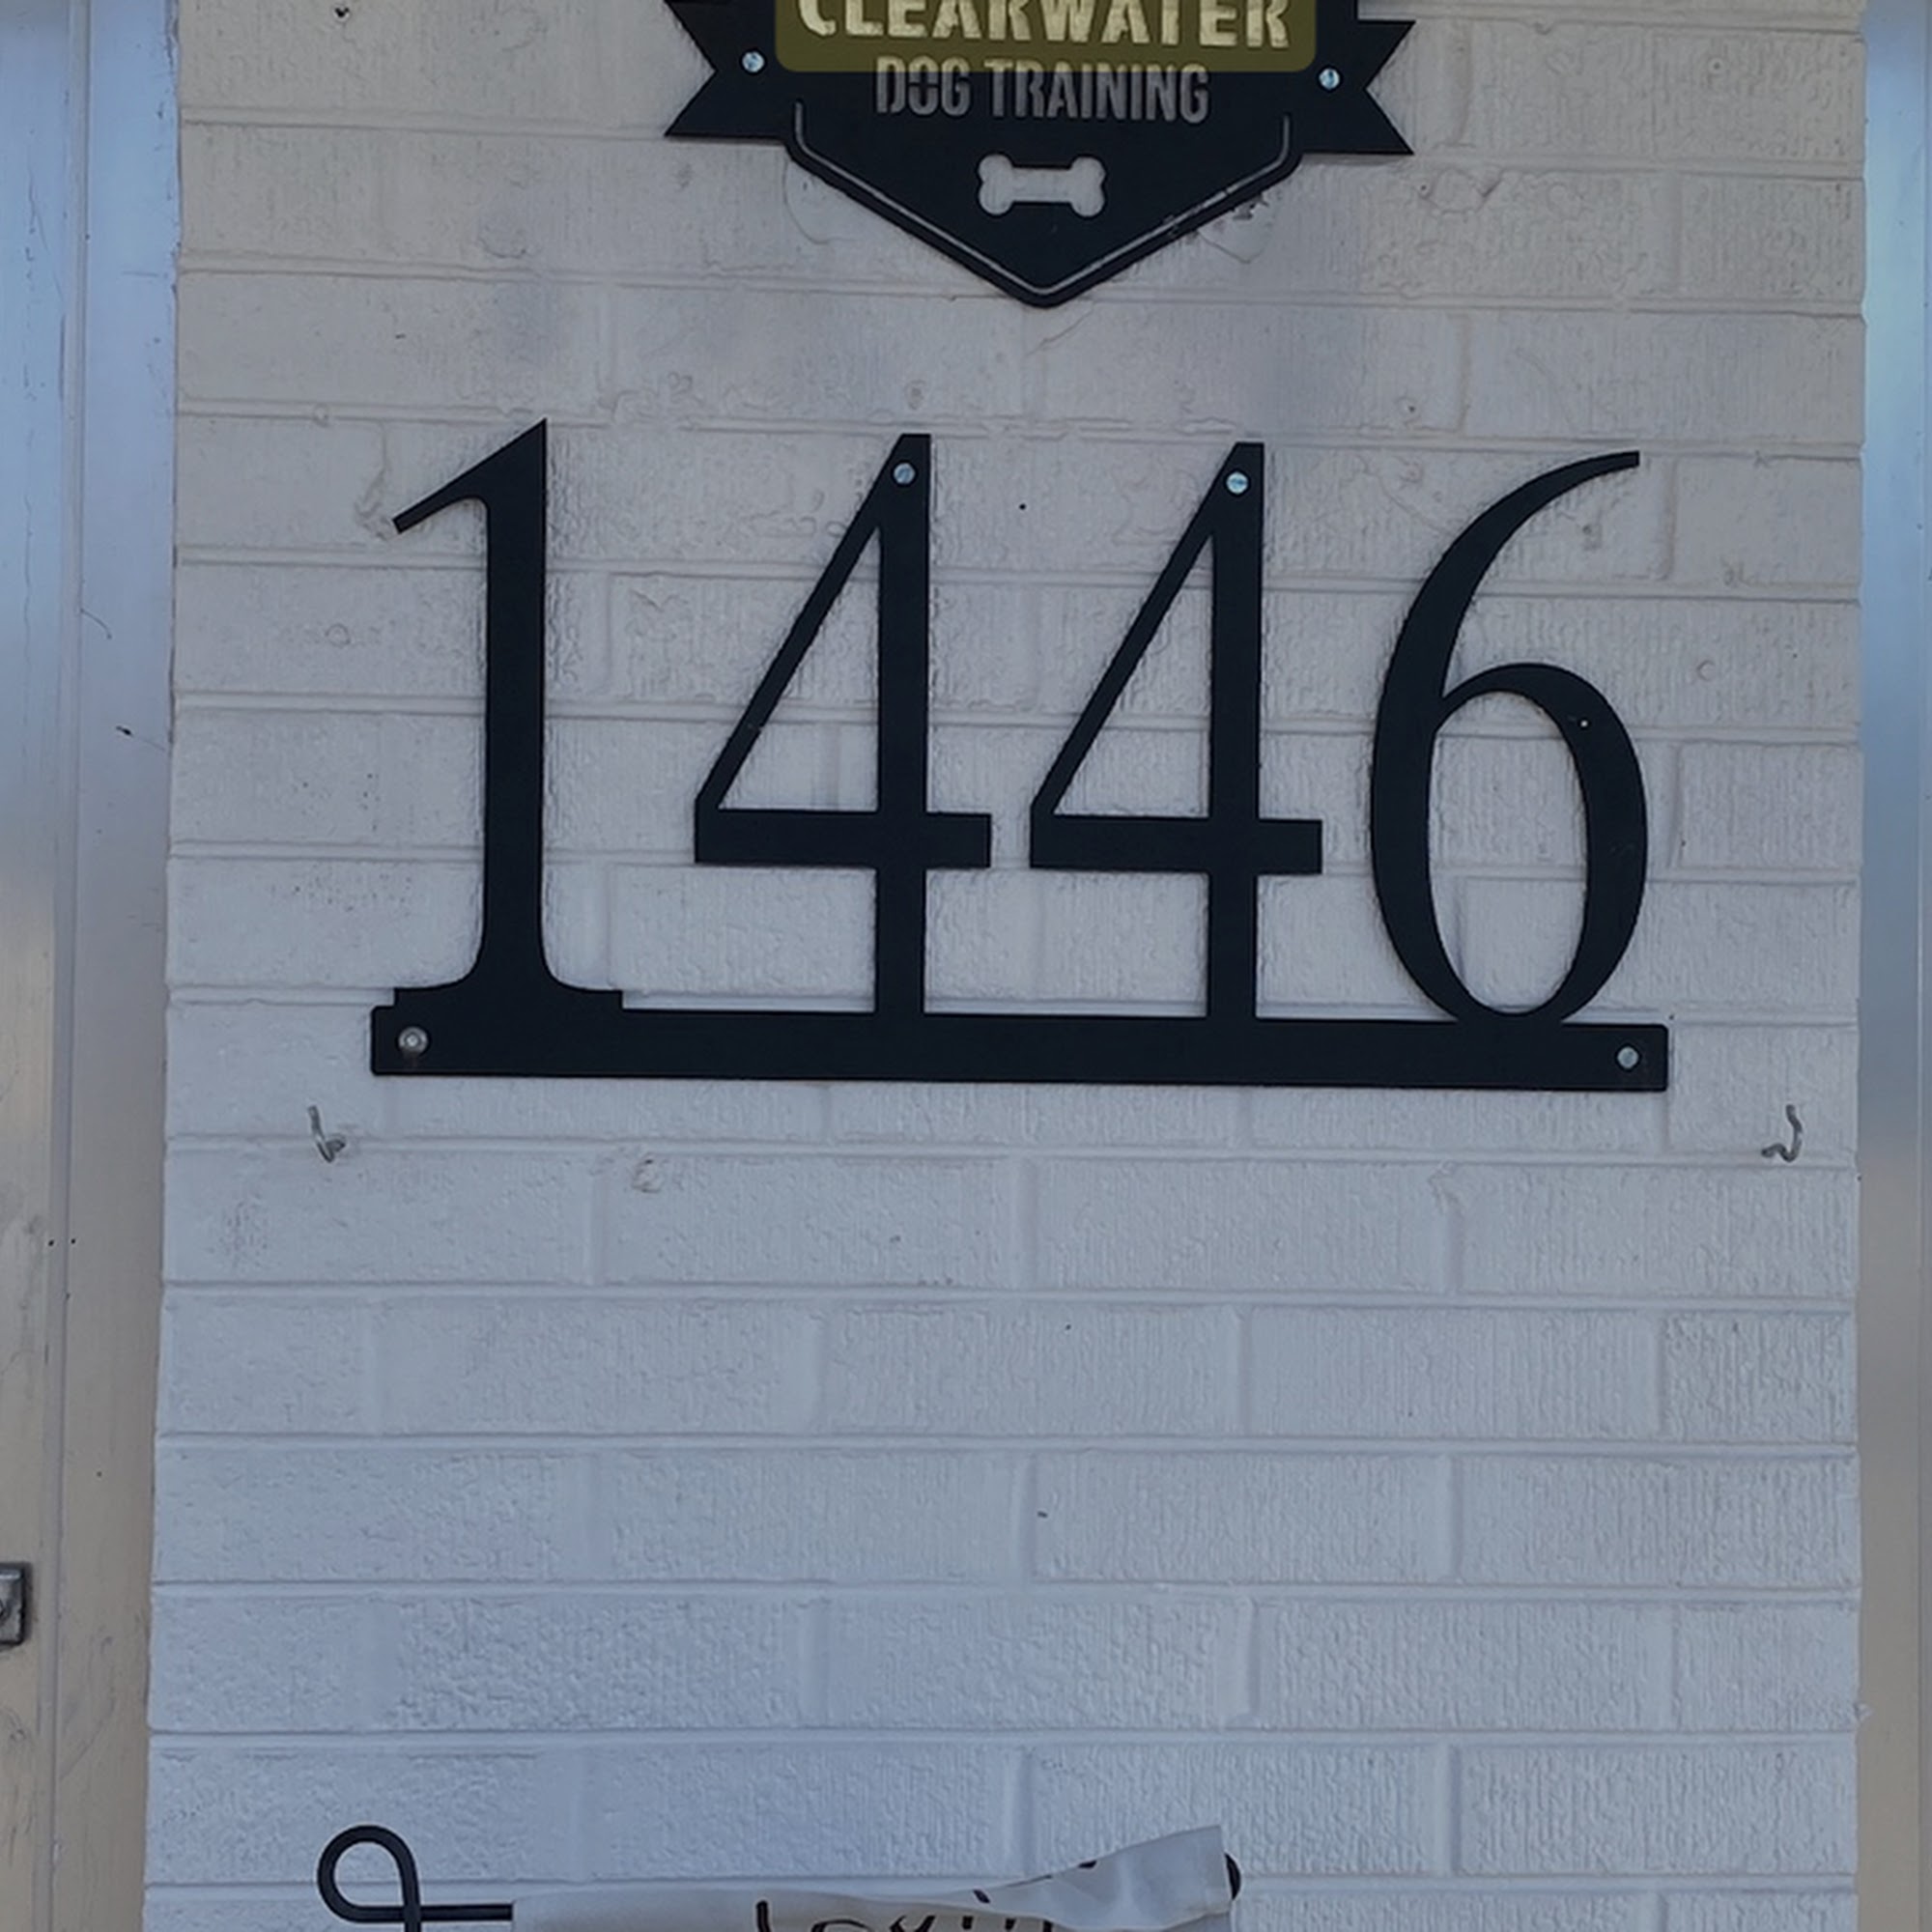 CLEARWATER
DOG TRAINING
1446